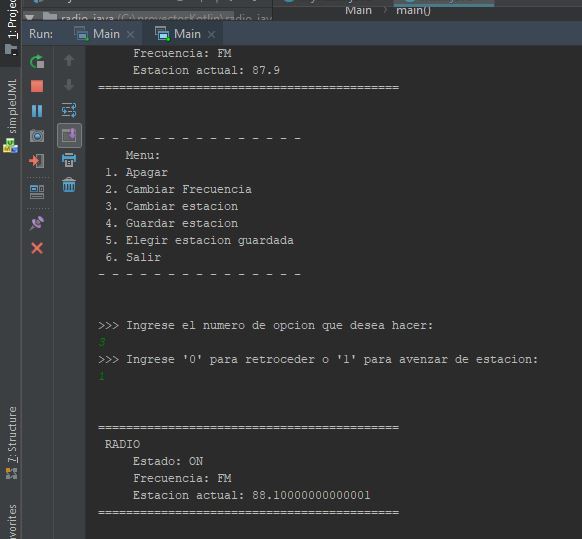 Main > main()
1: Project
radio_java (C:\proyectosKotlin\radio_java
Run: Main × Main ×
simpleUML
Frecuencia: FM
Estacion actual: 87.9
===========================================
- - - - - - - - - - - - - - -
Menu:
1. Apagar
2. Cambiar Frecuencia
3. Cambiar estacion
4. Guardar estacion
5. Elegir estacion guardada
6. Salir
- - - - - - - - - - - - - - -
>>> Ingrese el numero de opcion que desea hacer:
3
>>> Ingrese '0' para retroceder o '1' para avenzar de estacion:
1
7: Structure
===========================================
RADIO
Estado: ON
Frecuencia: FM
Estacion actual: 88.10000000000001
===========================================
avorites